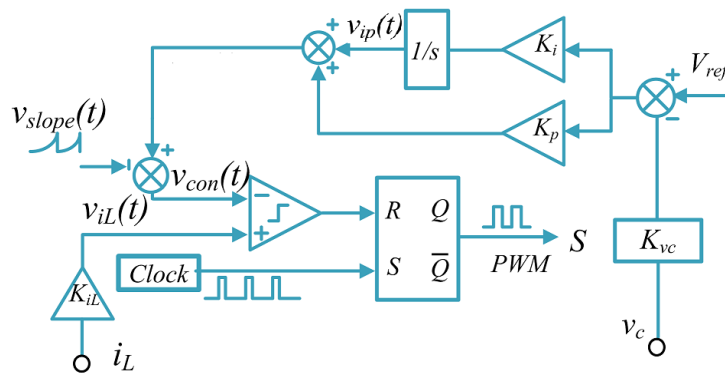 v_ip(t)
1/s
K_i
V_ref
+
+
+
−
K_p
v_slope(t)
+
−
v_con(t)
v_iL(t)
−
+
R Q
S Q̅
PWM
S
K_vc
Clock
K_iL
v_c
i_L